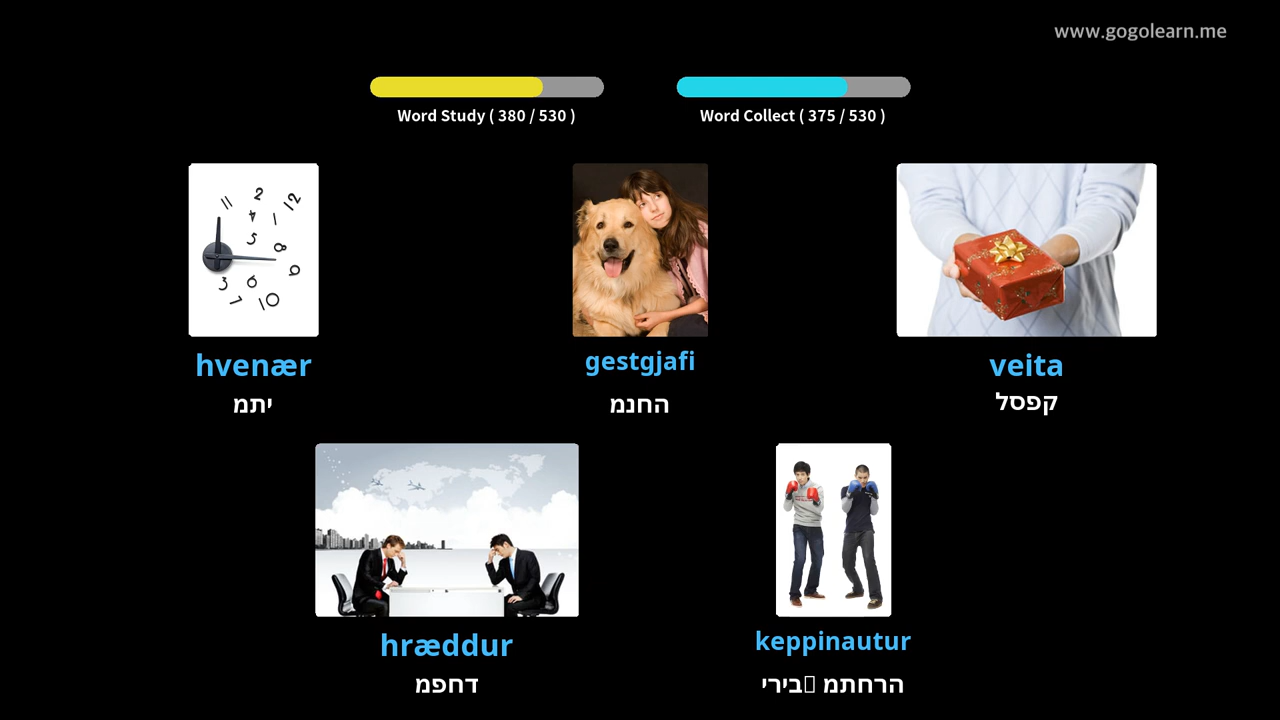 www.gogolearn.me
Word Study ( 380 / 530 )
Word Collect ( 375 / 530 )
hvenær
gestgjafi
veita
יתמ
החנמ
קפסל
hræddur
keppinautur
דחפמ
הרחתמ ▯בירי